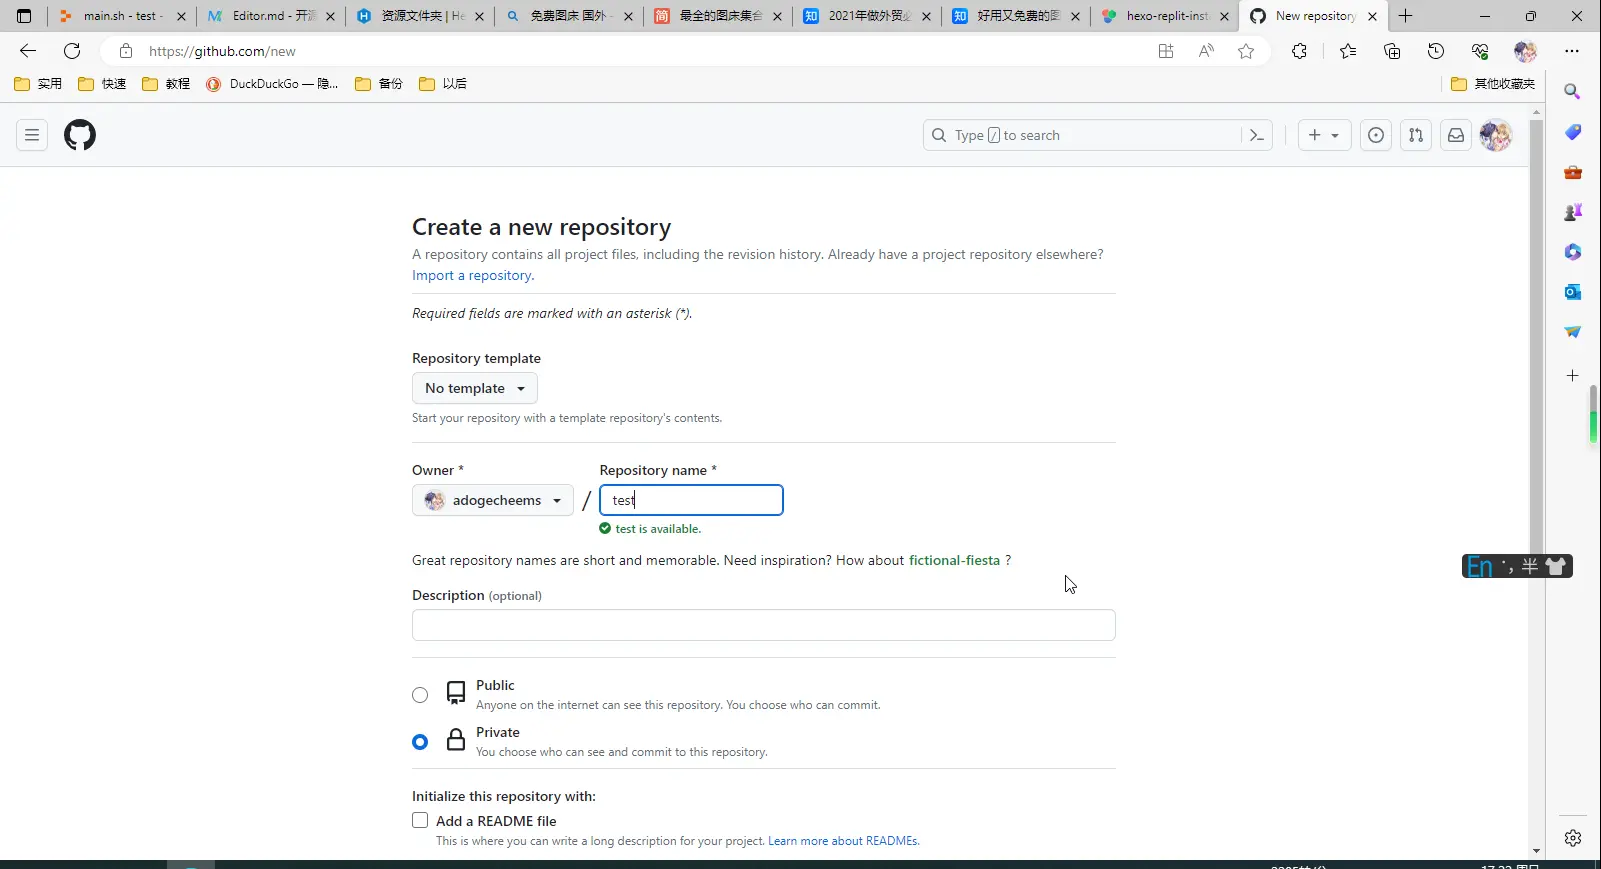 main.sh - test -
Editor.md - 开源
资源文件夹 | He
免费图床 国外 -
最全的图床集合
2021年做外贸必
好用又免费的图
hexo-replit-inst
New repository
https://github.com/new
实用
快速
教程
DuckDuckGo — 隐...
备份
以后
其他收藏夹
Type / to search
Create a new repository
A repository contains all project files, including the revision history. Already have a project repository elsewhere?
Import a repository.
Required fields are marked with an asterisk (*).
Repository template
No template
Start your repository with a template repository's contents.
Owner *
Repository name *
adogecheems
/
test
test is available.
Great repository names are short and memorable. Need inspiration? How about fictional-fiesta ?
En
半
Description (optional)
Public
Anyone on the internet can see this repository. You choose who can commit.
Private
You choose who can see and commit to this repository.
Initialize this repository with:
Add a README file
This is where you can write a long description for your project. Learn more about READMEs.